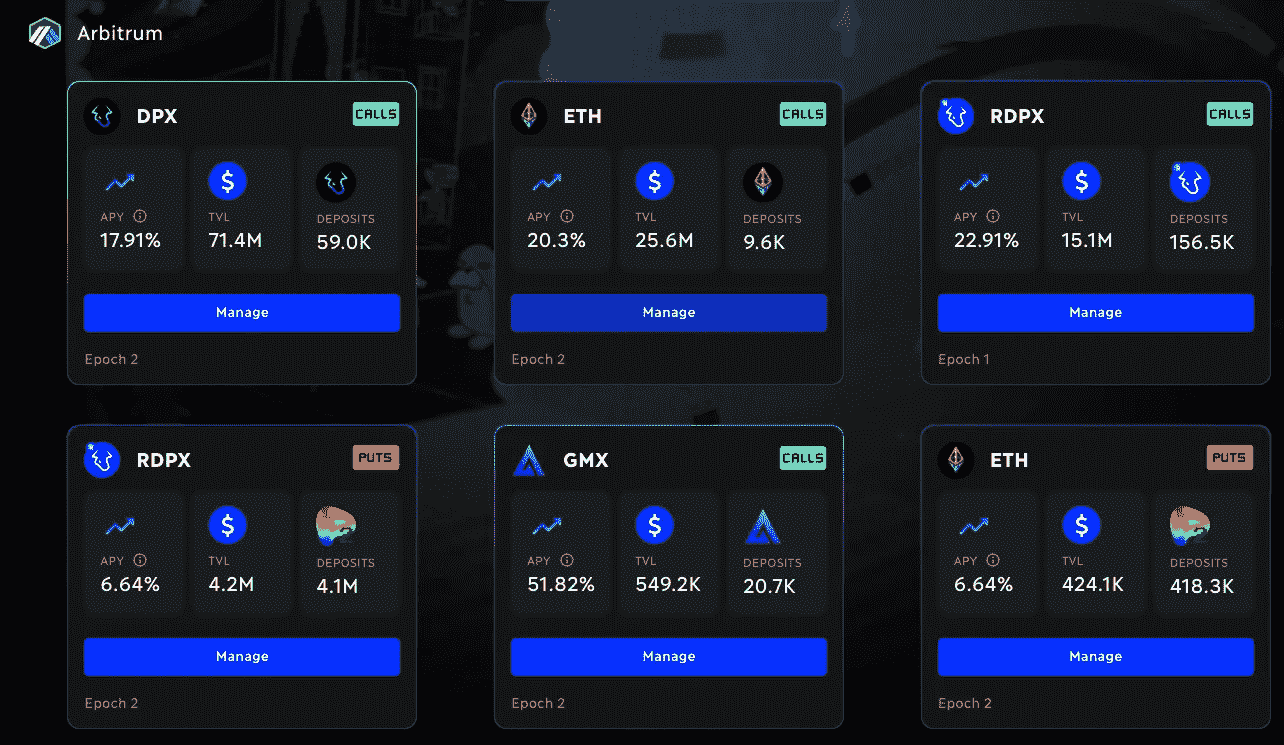 Arbitrum
DPX CALLS
APY TVL DEPOSITS
17.91% 71.4M 59.0K
Manage
Epoch 2
ETH CALLS
APY TVL DEPOSITS
20.3% 25.6M 9.6K
Manage
Epoch 2
RDPX CALLS
APY TVL DEPOSITS
22.91% 15.1M 156.5K
Manage
Epoch 1
RDPX PUTS
APY TVL DEPOSITS
6.64% 4.2M 4.1M
Manage
Epoch 2
GMX CALLS
APY TVL DEPOSITS
51.82% 549.2K 20.7K
Manage
Epoch 2
ETH PUTS
APY TVL DEPOSITS
6.64% 424.1K 418.3K
Manage
Epoch 2